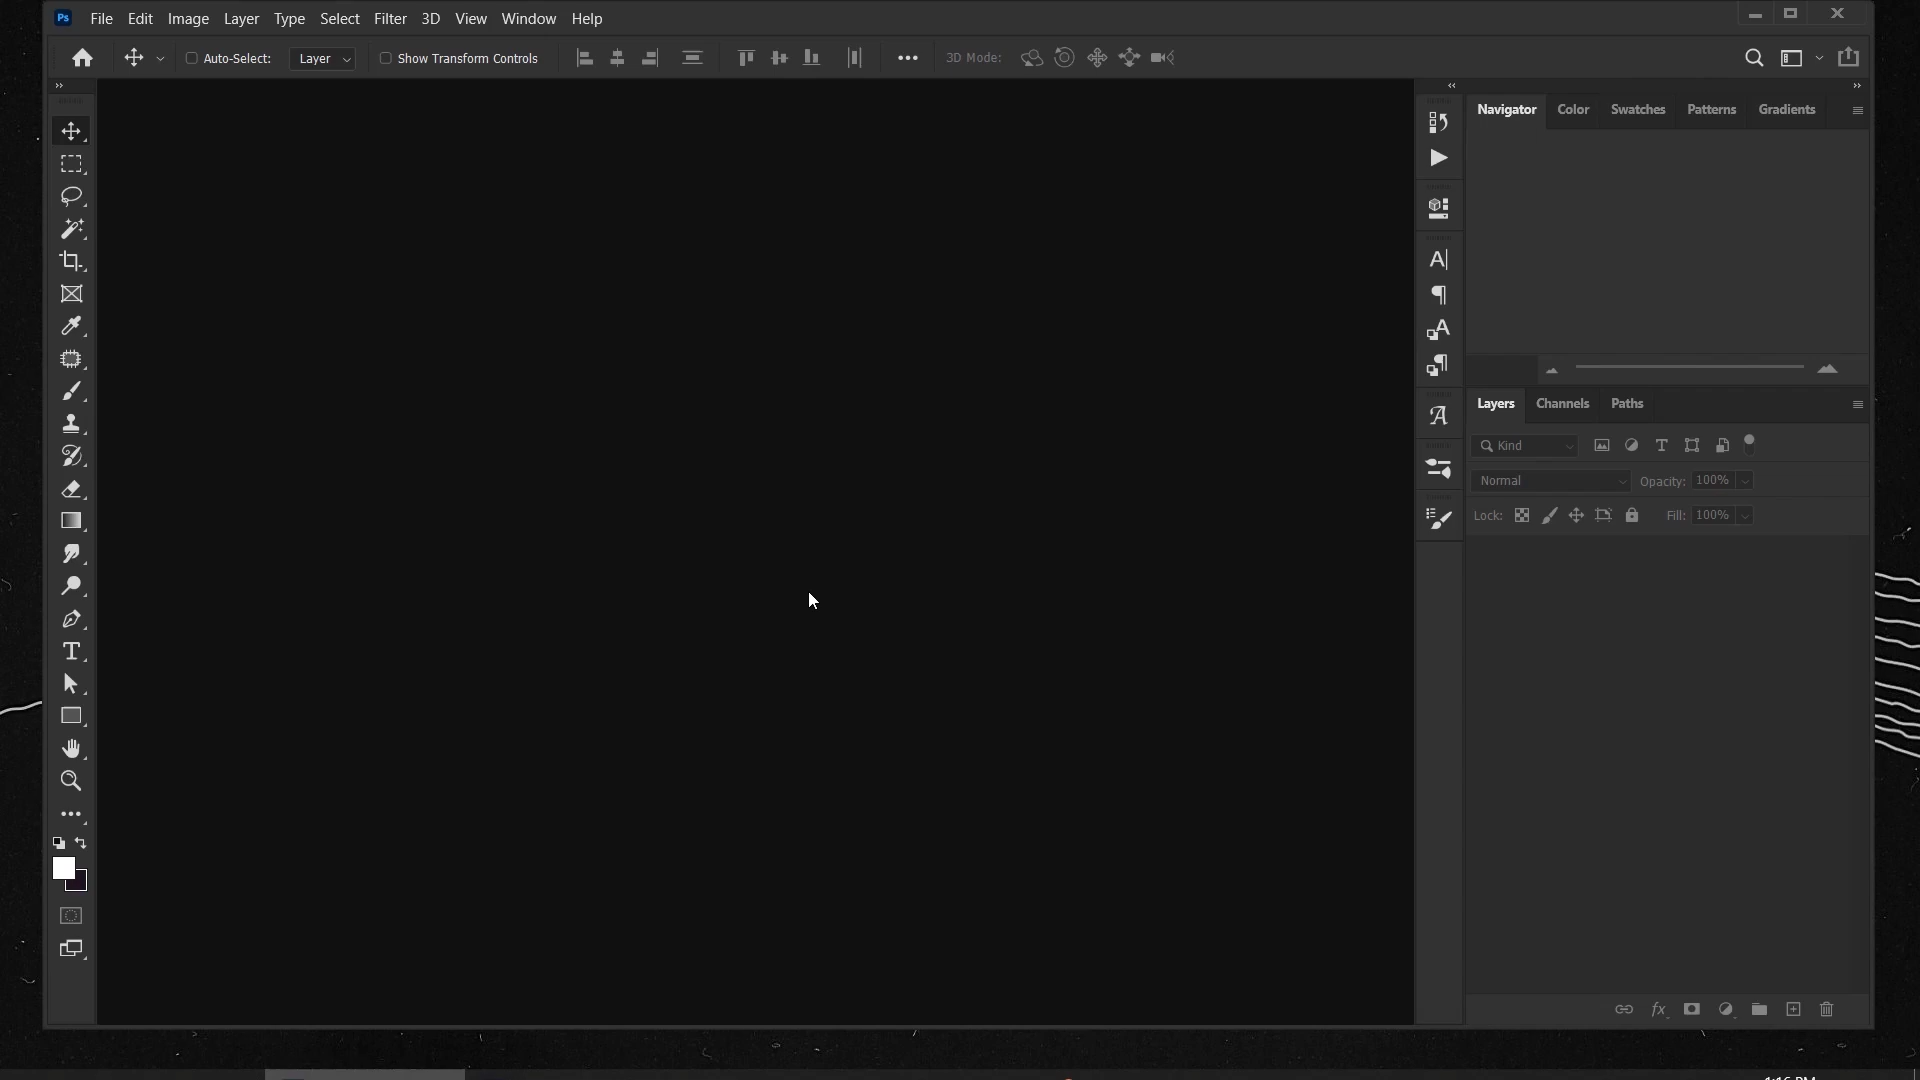 Ps File Edit Image Layer Type Select Filter 3D View Window Help
Auto-Select: Layer Show Transform Controls 3D Mode:
Navigator Color Swatches Patterns Gradients
Layers Channels Paths
Kind
Normal Opacity: 100%
Lock: Fill: 100%
fx